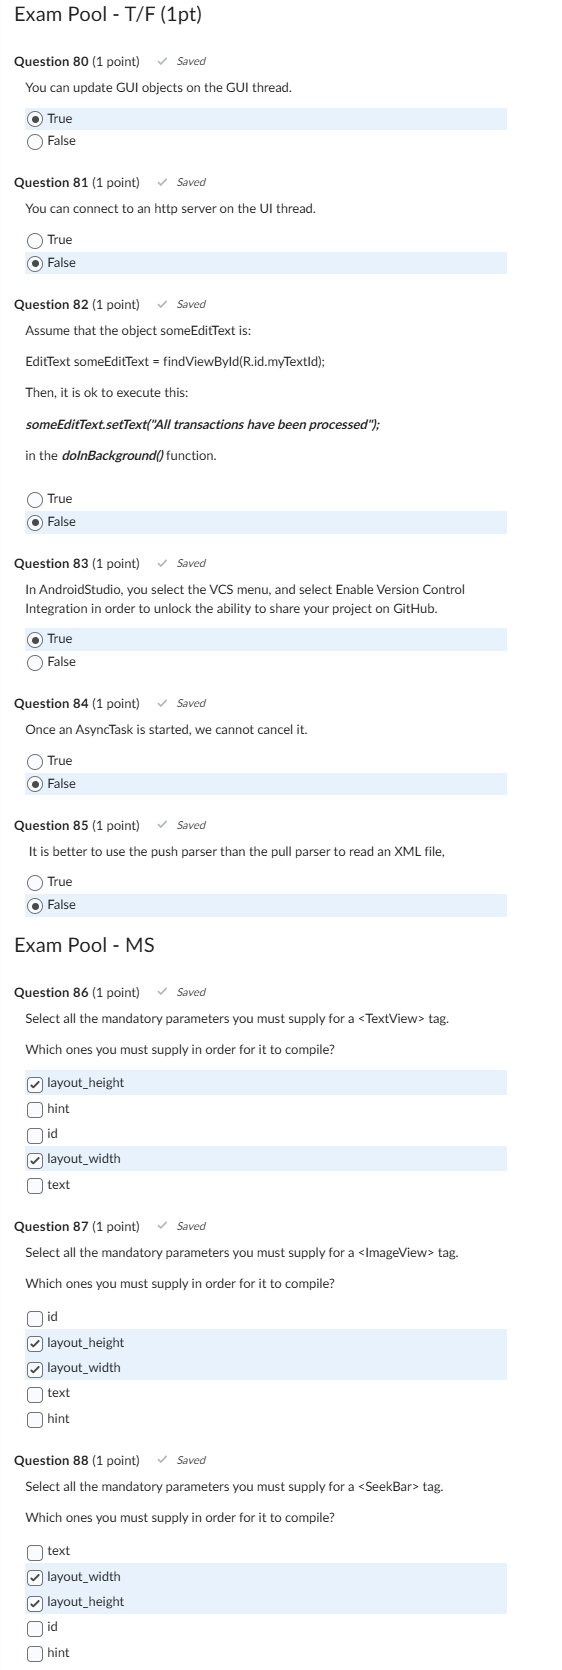 Exam Pool - T/F (1pt)
Question 80 (1 point) ✓ Saved
You can update GUI objects on the GUI thread.
True
False
Question 81 (1 point) ✓ Saved
You can connect to an http server on the UI thread.
True
False
Question 82 (1 point) ✓ Saved
Assume that the object someEditText is:
EditText someEditText = findViewById(R.id.myTextId);
Then, it is ok to execute this:
someEditText.setText("All transactions have been processed");
in the doInBackground() function.
True
False
Question 83 (1 point) ✓ Saved
In AndroidStudio, you select the VCS menu, and select Enable Version Control
Integration in order to unlock the ability to share your project on GitHub.
True
False
Question 84 (1 point) ✓ Saved
Once an AsyncTask is started, we cannot cancel it.
True
False
Question 85 (1 point) ✓ Saved
It is better to use the push parser than the pull parser to read an XML file,
True
False
Exam Pool - MS
Question 86 (1 point) ✓ Saved
Select all the mandatory parameters you must supply for a <TextView> tag.
Which ones you must supply in order for it to compile?
layout_height
hint
id
layout_width
text
Question 87 (1 point) ✓ Saved
Select all the mandatory parameters you must supply for a <ImageView> tag.
Which ones you must supply in order for it to compile?
id
layout_height
layout_width
text
hint
Question 88 (1 point) ✓ Saved
Select all the mandatory parameters you must supply for a <SeekBar> tag.
Which ones you must supply in order for it to compile?
text
layout_width
layout_height
id
hint